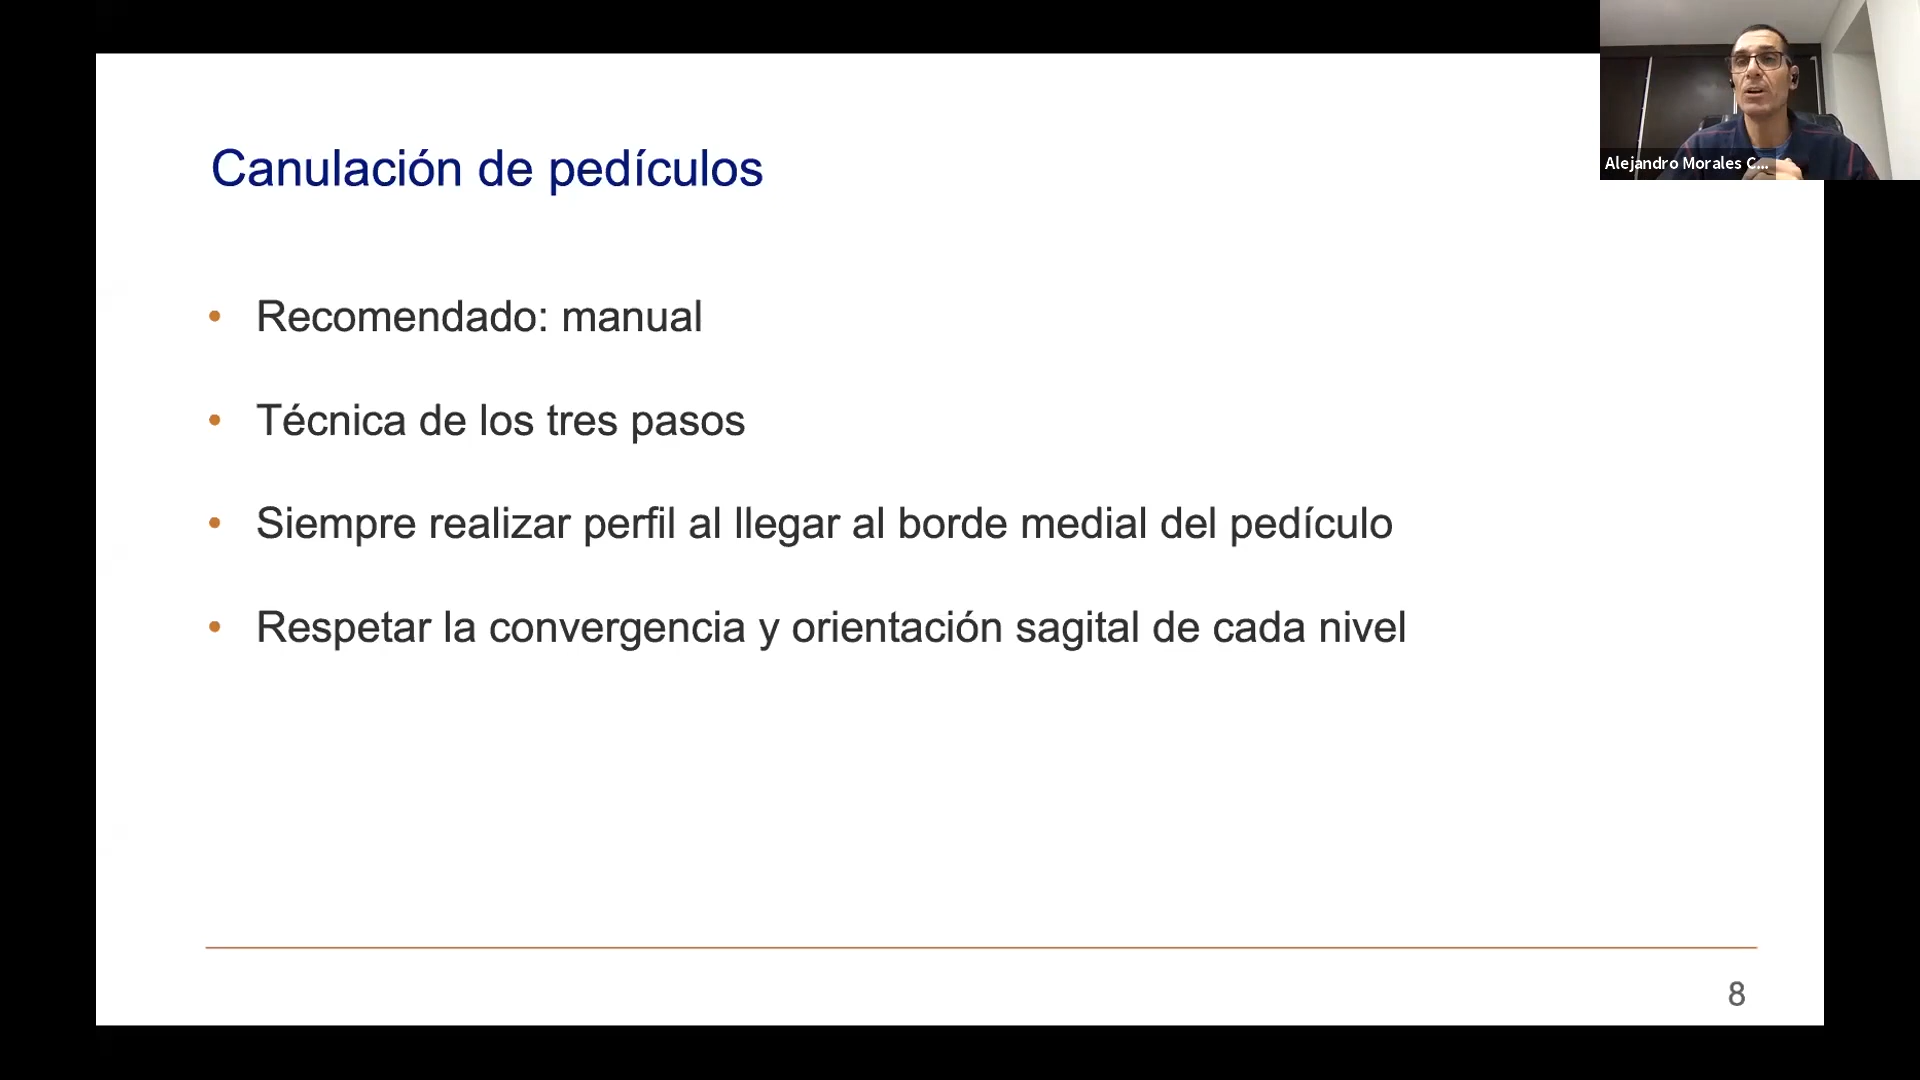 Canulación de pedículos
• Recomendado: manual
• Técnica de los tres pasos
• Siempre realizar perfil al llegar al borde medial del pedículo
• Respetar la convergencia y orientación sagital de cada nivel
8
Alejandro Morales C...